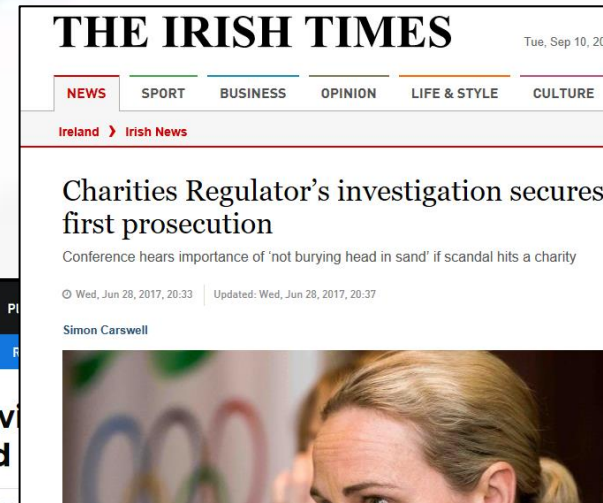 THE IRISH TIMES
Tue, Sep 10, 20
NEWS SPORT BUSINESS OPINION LIFE & STYLE CULTURE
Ireland ❯ Irish News
Charities Regulator’s investigation secures
first prosecution
Conference hears importance of ‘not burying head in sand’ if scandal hits a charity
Wed, Jun 28, 2017, 20:33 Updated: Wed, Jun 28, 2017, 20:37
Simon Carswell